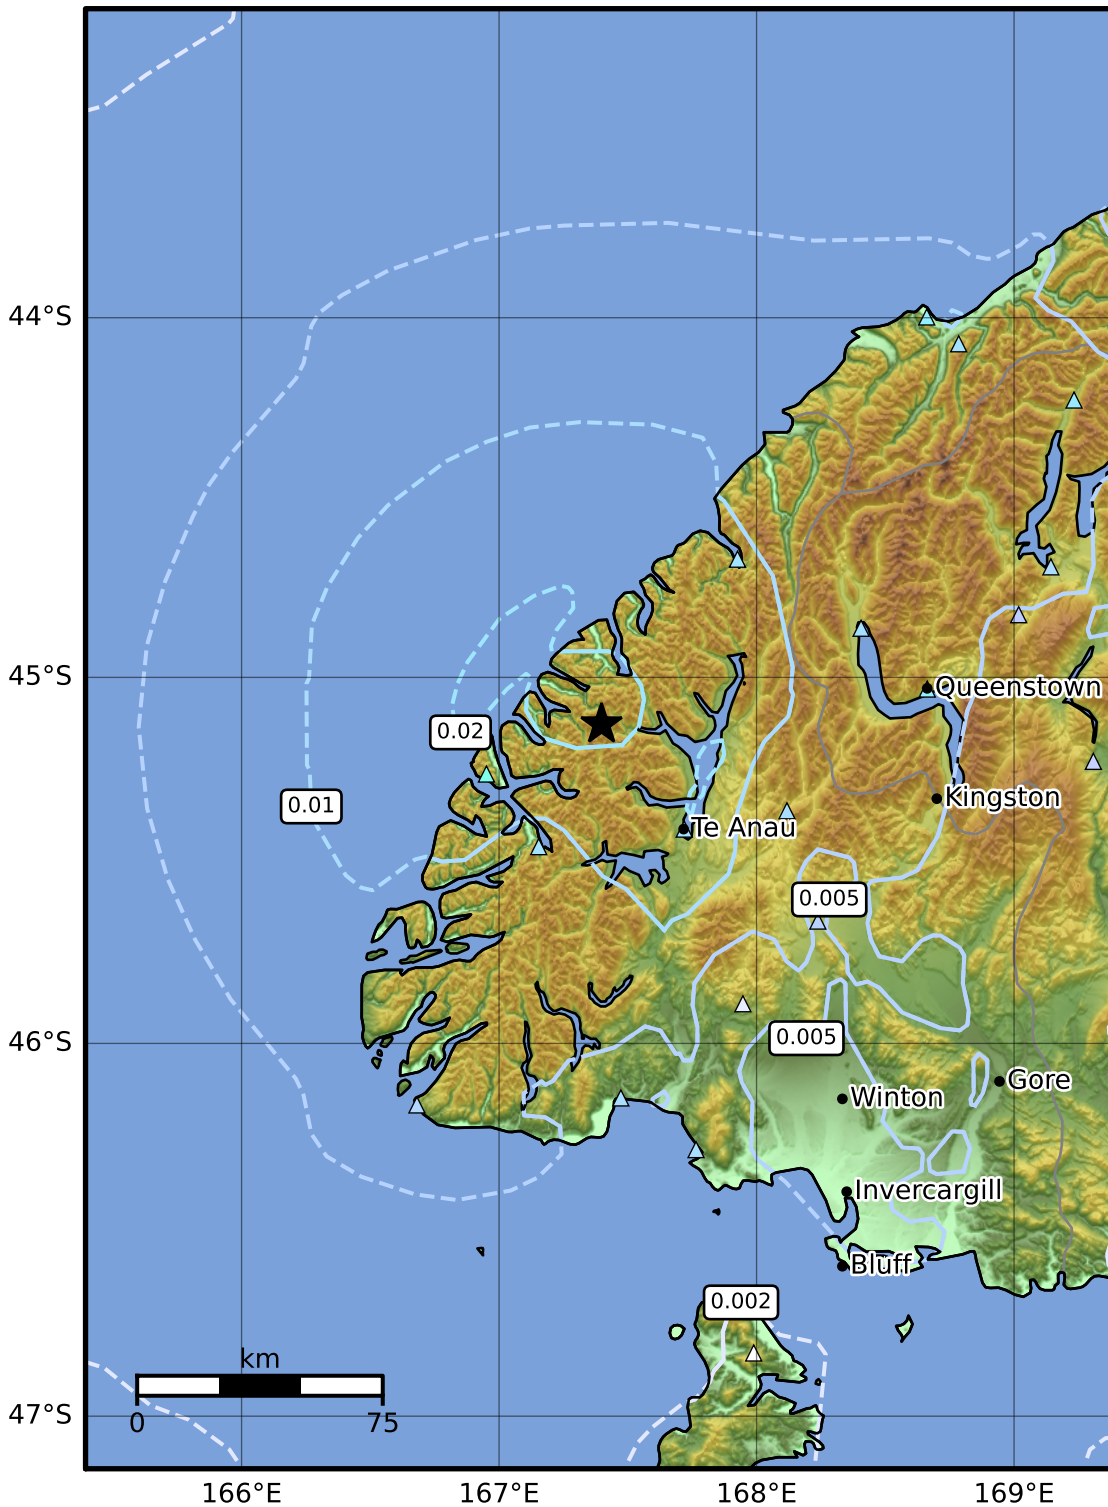 44°S
45°S
Queenstown
0.02
Kingston
0.01
Te Anau
0.005
0.005
46°S
Gore
Winton
Invercargill
Bluff
0.002
km
0
75
47°S
166°E
167°E
168°E
169°E